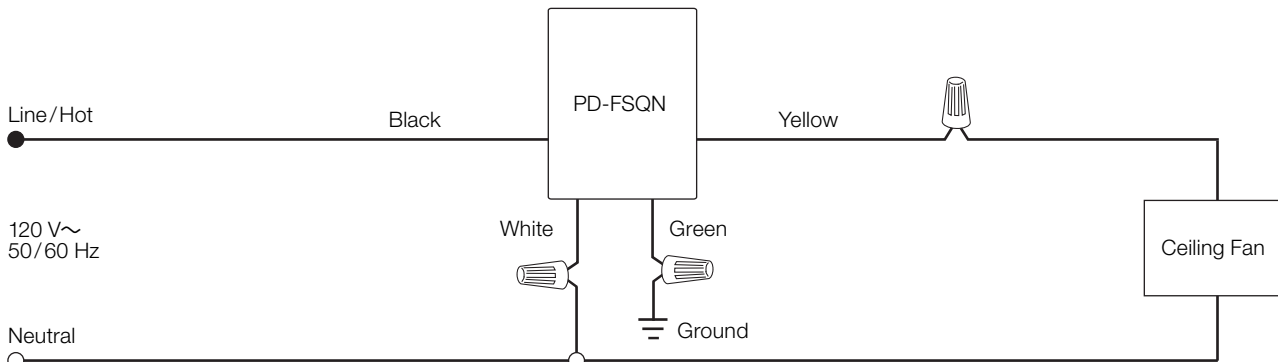 PD-FSQN
Line/Hot
Black
Yellow
120 V~
50/60 Hz
White
Green
Ceiling Fan
Neutral
Ground